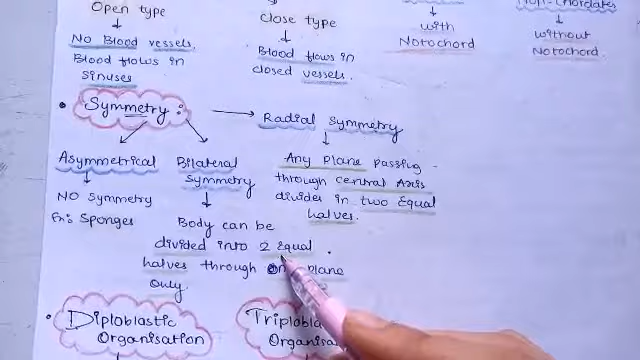 Open type
No Blood vessels.
Blood flows in
sinuses
Close type
Blood flows in
closed vessels.
with
Notochord
Non-Chordates
without
Notochord.
Symmetry :
Asymmetrical
NO Symmetry
Ex: Sponges
Bilateral
Symmetry
Body can be
divided into 2 Equal
halves through One plane
only.
Radial Symmetry
Any plane passing
through central Axis
divides in two Equal
halves.
Diploblastic
Organisation